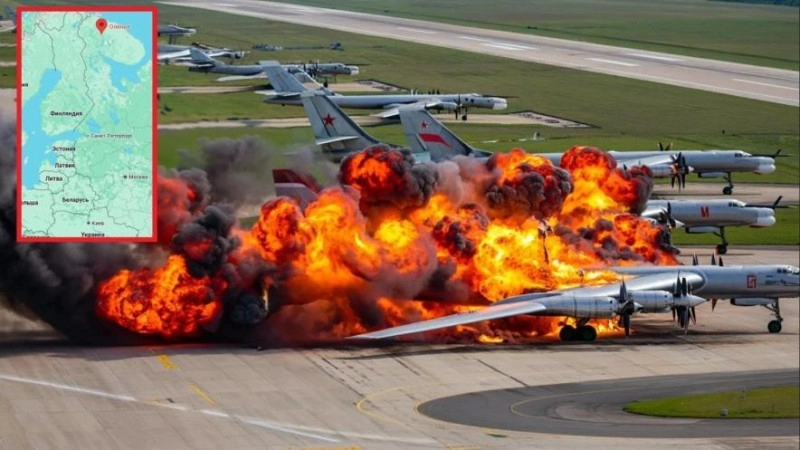 Оленья
Финляндия
Санкт-Петербург
Эстония
Латвия
Москва
Литва
Беларусь
Киев
Украина